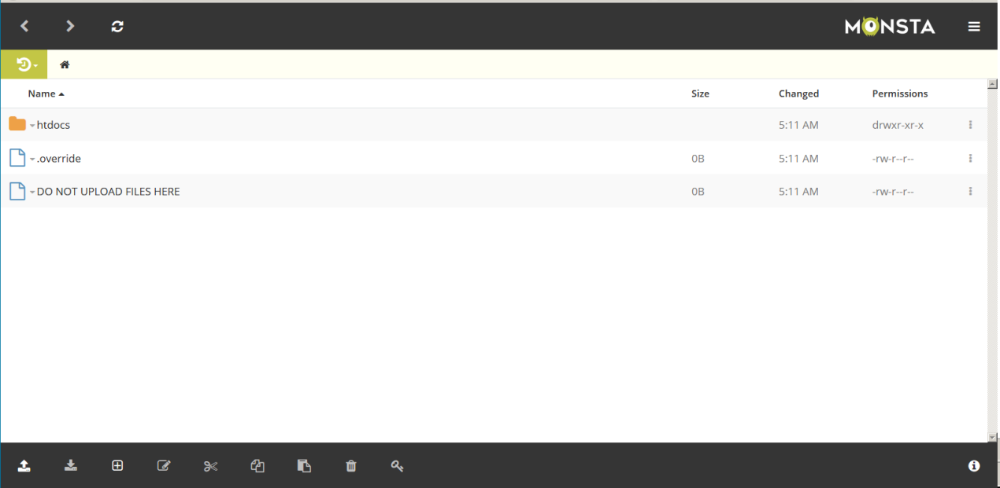 MONSTA
Name Size Changed Permissions
htdocs 5:11 AM drwxr-xr-x
.override 0B 5:11 AM -rw-r--r--
DO NOT UPLOAD FILES HERE 0B 5:11 AM -rw-r--r--